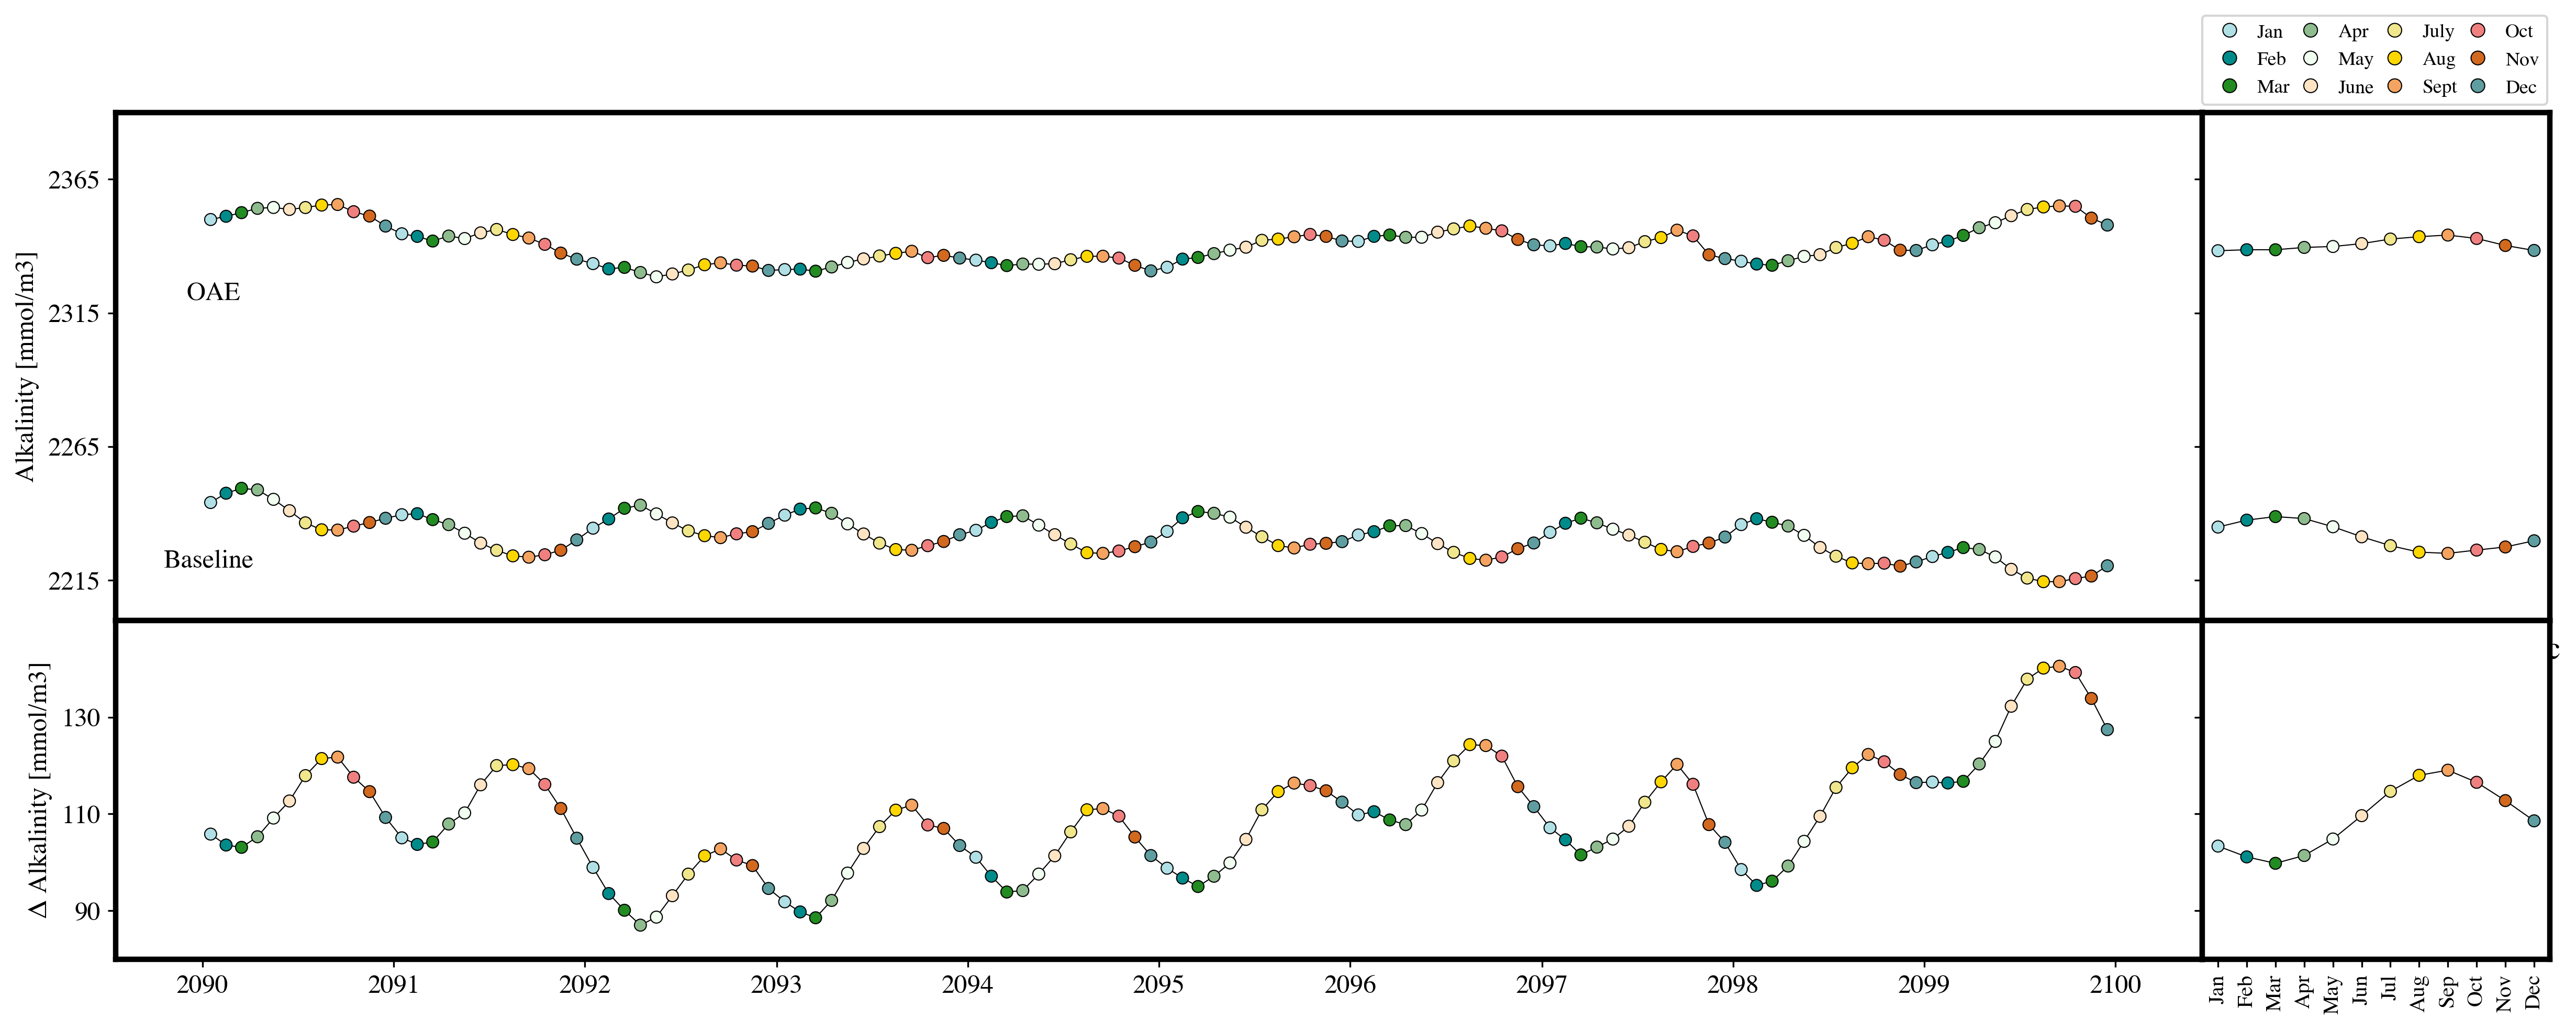 Jan Apr July Oct
Feb May Aug Nov
Mar June Sept Dec
Alkalinity [mmol/m3]
2365
2315
2265
2215
OAE
Baseline
c
Δ Alkalinity [mmol/m3]
130
110
90
2090 2091 2092 2093 2094 2095 2096 2097 2098 2099 2100
Jan Feb Mar Apr May Jun Jul Aug Sep Oct Nov Dec